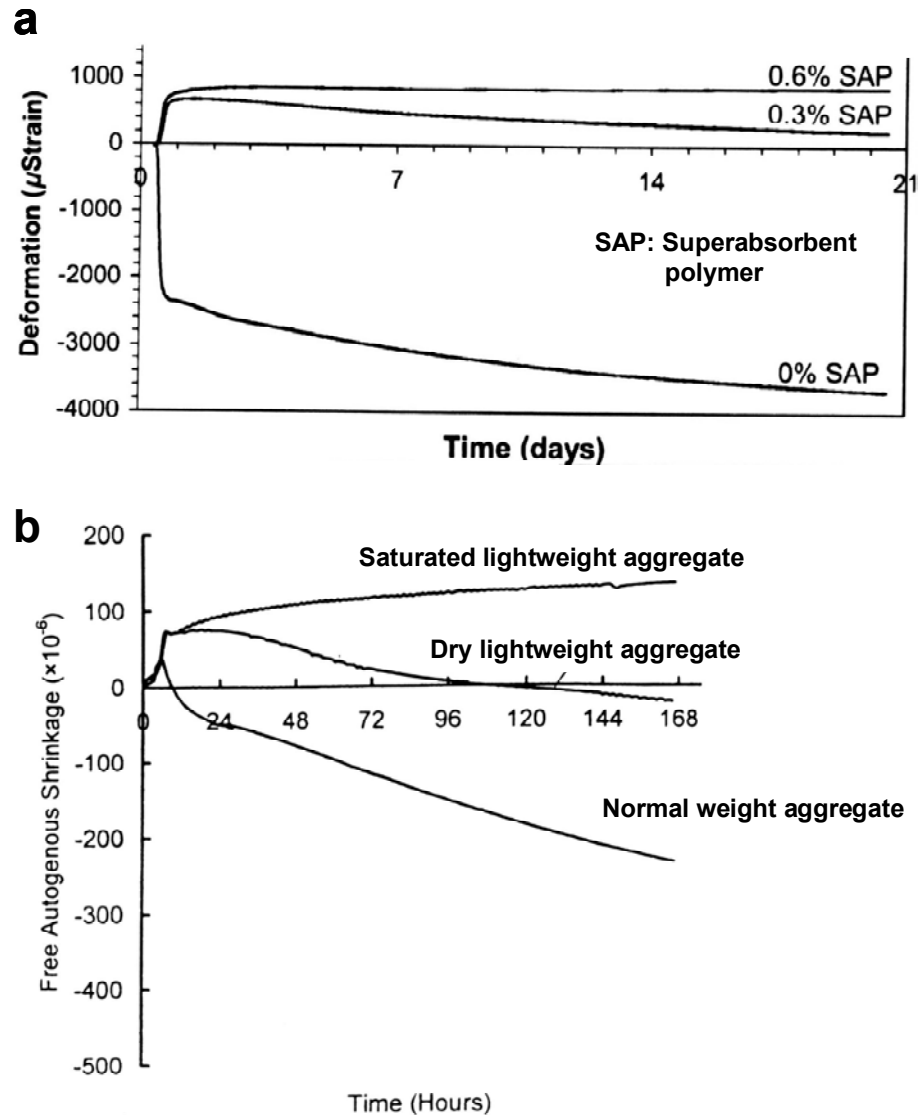 a
1000
0
-1000
-2000
-3000
-4000
Deformation (µStrain)
0.6% SAP
0.3% SAP
0 7 14 21
SAP: Superabsorbent
polymer
0% SAP
Time (days)
b
200
100
0
-100
-200
-300
-400
-500
Free Autogenous Shrinkage (×10⁻⁶)
Saturated lightweight aggregate
Dry lightweight aggregate
0 24 48 72 96 120 144 168
Normal weight aggregate
Time (Hours)